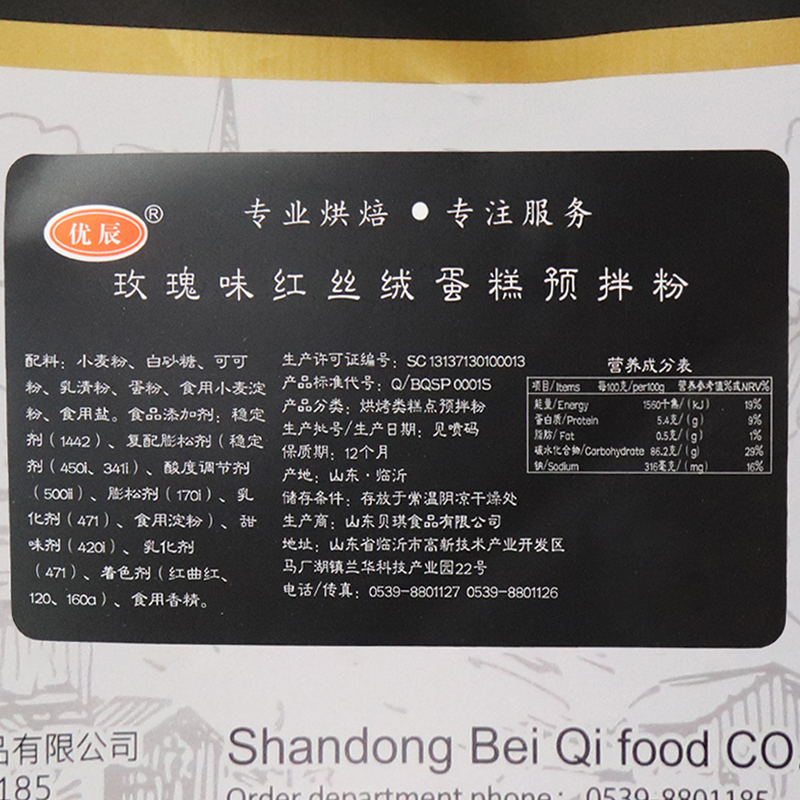 优辰®
专业烘焙 ● 专注服务
玫瑰味红丝绒蛋糕预拌粉
配料：小麦粉、白砂糖、可可
粉、乳清粉、蛋粉、食用小麦淀
粉、食用盐。食品添加剂：稳定
剂（1442）、复配膨松剂（稳定
剂（450i、341i）、酸度调节剂
（500ii）、膨松剂（170i）、乳
化剂（471）、食用淀粉）、甜
味剂（420i）、乳化剂
（471）、着色剂（红曲红、
120、160a）、食用香精。
生产许可证编号：SC 13137130100013
产品标准代号：Q/BQSP 0001S
产品分类：烘烤类糕点预拌粉
生产批号/生产日期：见喷码
保质期：12个月
产地：山东·临沂
储存条件：存放于常温阴凉干燥处
生产商：山东贝琪食品有限公司
地址：山东省临沂市高新技术产业开发区
马厂湖镇兰华科技产业园22号
电话/传真：0539-8801127 0539-8801126
营养成分表
项目/Items 每100克/per100g 营养参考值%或NRV%
能量/Energy 1560千焦/(kJ) 19%
蛋白质/Protein 5.4克/(g) 9%
脂肪/Fat 0.5克/(g) 1%
碳水化合物/Carbohydrate 86.2克/(g) 29%
钠/Sodium 316毫克/(mg) 16%
品有限公司
1185
Shandong Bei Qi food CO.
Order department phone: 0539-8801185